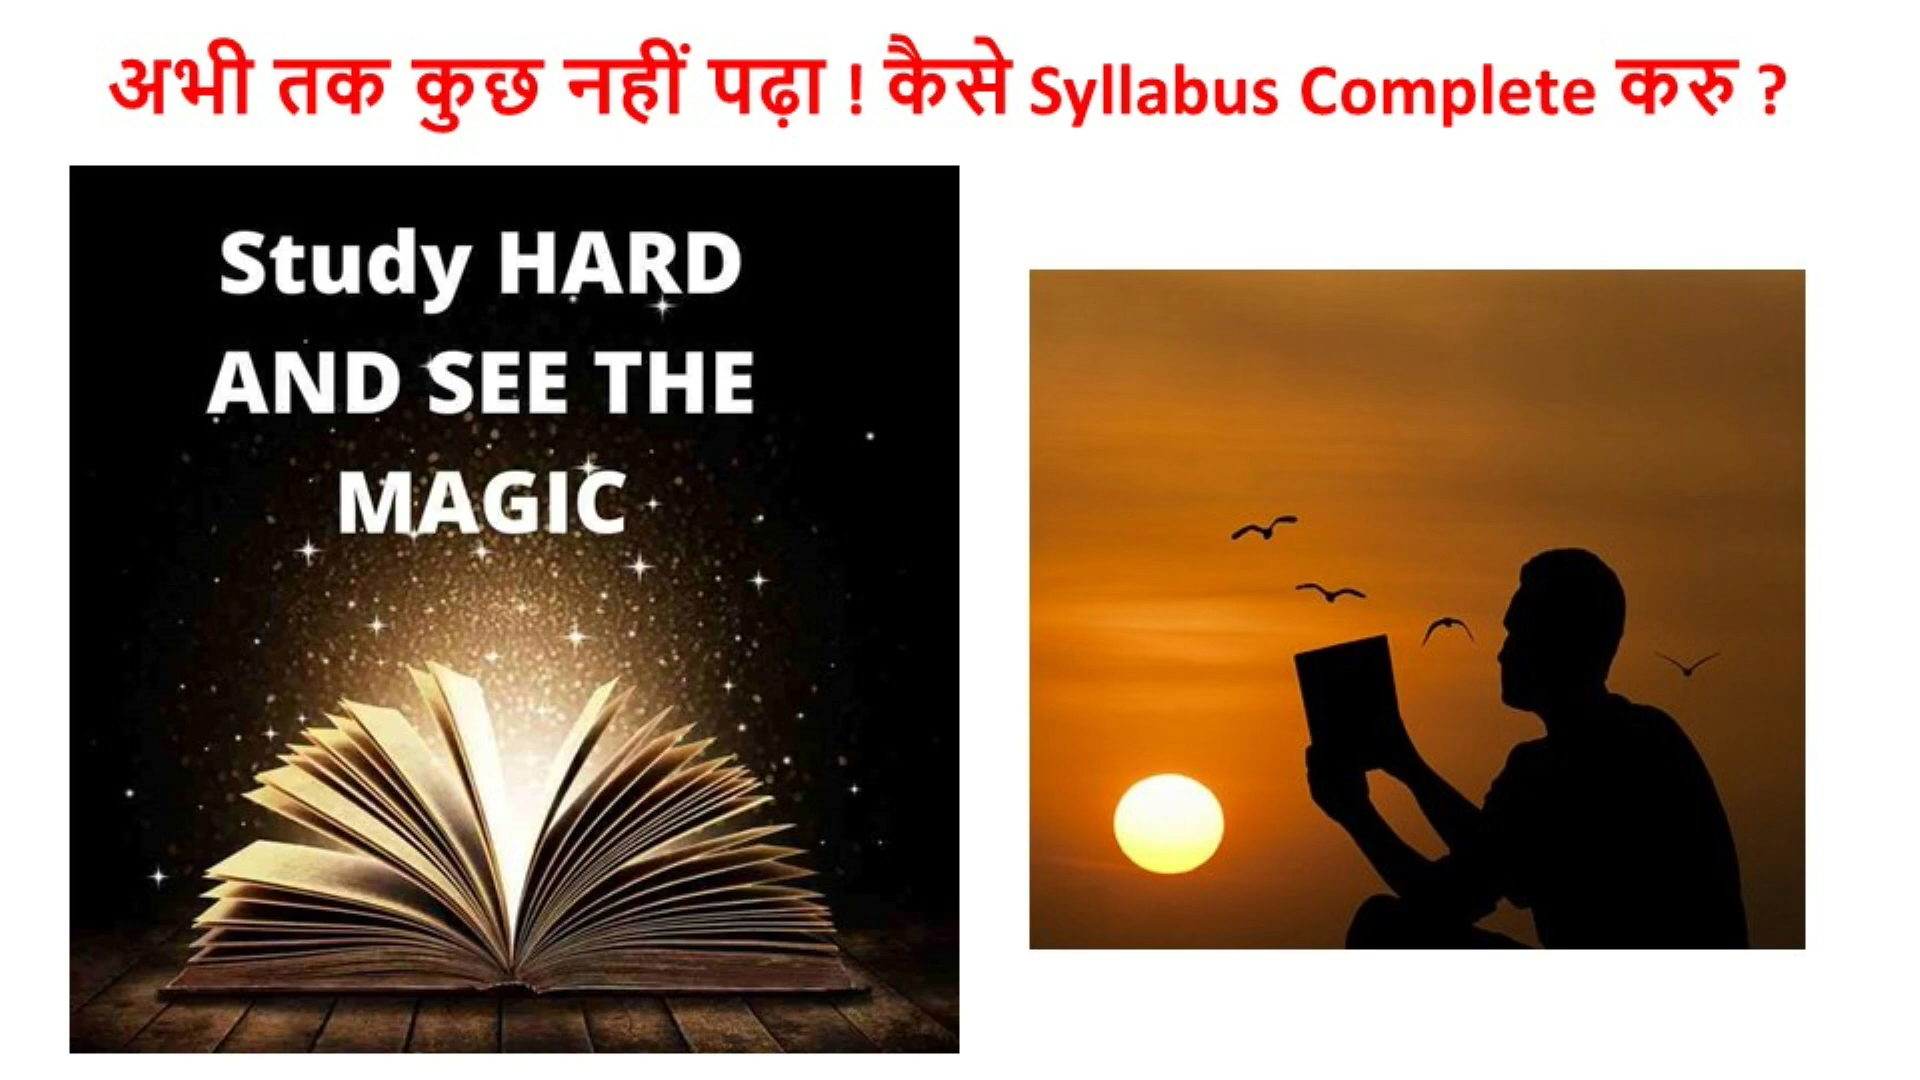 अभी तक कुछ नहीं पढ़ा ! कैसे Syllabus Complete करु ?
Study HARD
AND SEE THE
MAGIC